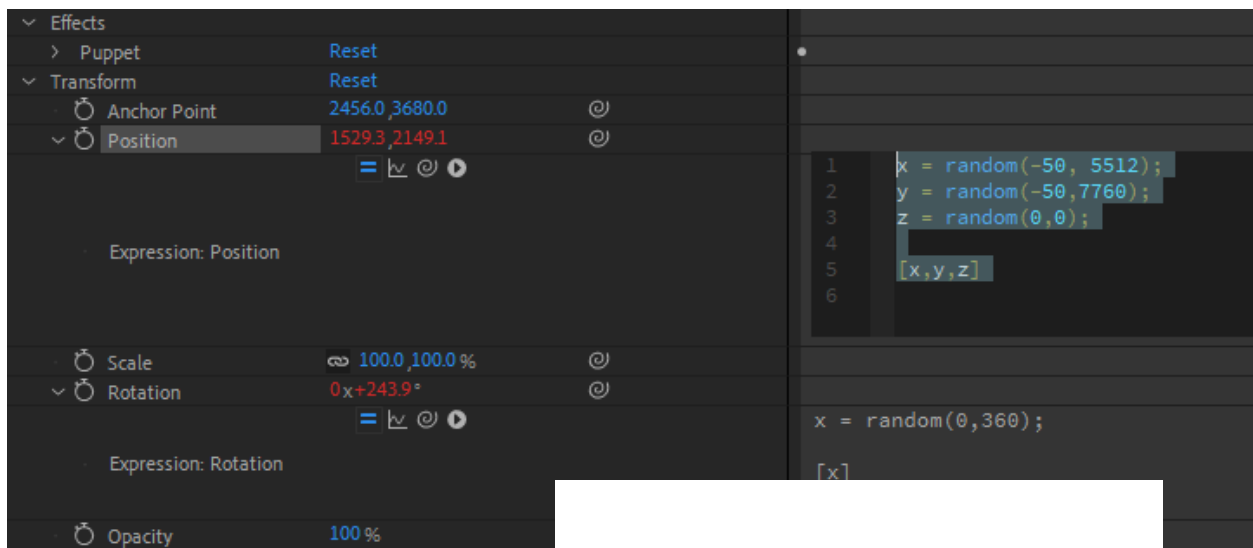 Effects
Puppet Reset
Transform Reset
Anchor Point 2456.0,3680.0
Position 1529.3,2149.1
1 x = random(-50, 5512);
2 y = random(-50,7760);
3 z = random(0,0);
4
Expression: Position
5 [x,y,z]
6
Scale 100.0,100.0 %
Rotation 0x+243.9°
x = random(0,360);
Expression: Rotation
[x]
Opacity 100 %